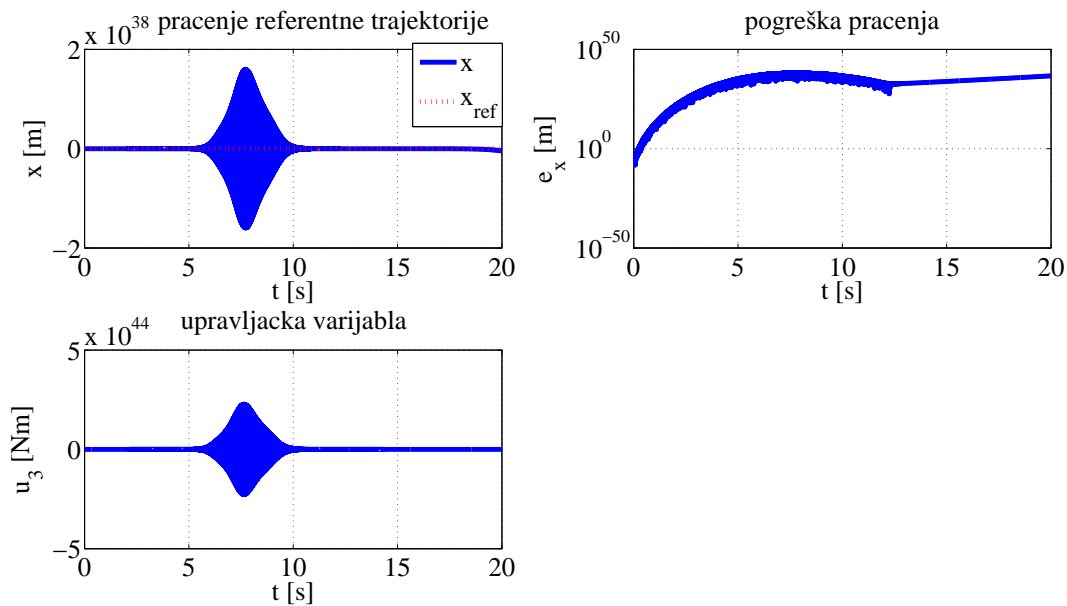 x 10^38 pracenje referentne trajektorije
2
0
−2
x [m]
0 5 10 15 20
t [s]
x
x_ref
pogreška pracenja
10^50
10^0
10^−50
e_x [m]
0 5 10 15 20
t [s]
x 10^44 upravljacka varijabla
5
0
−5
u_3 [Nm]
0 5 10 15 20
t [s]